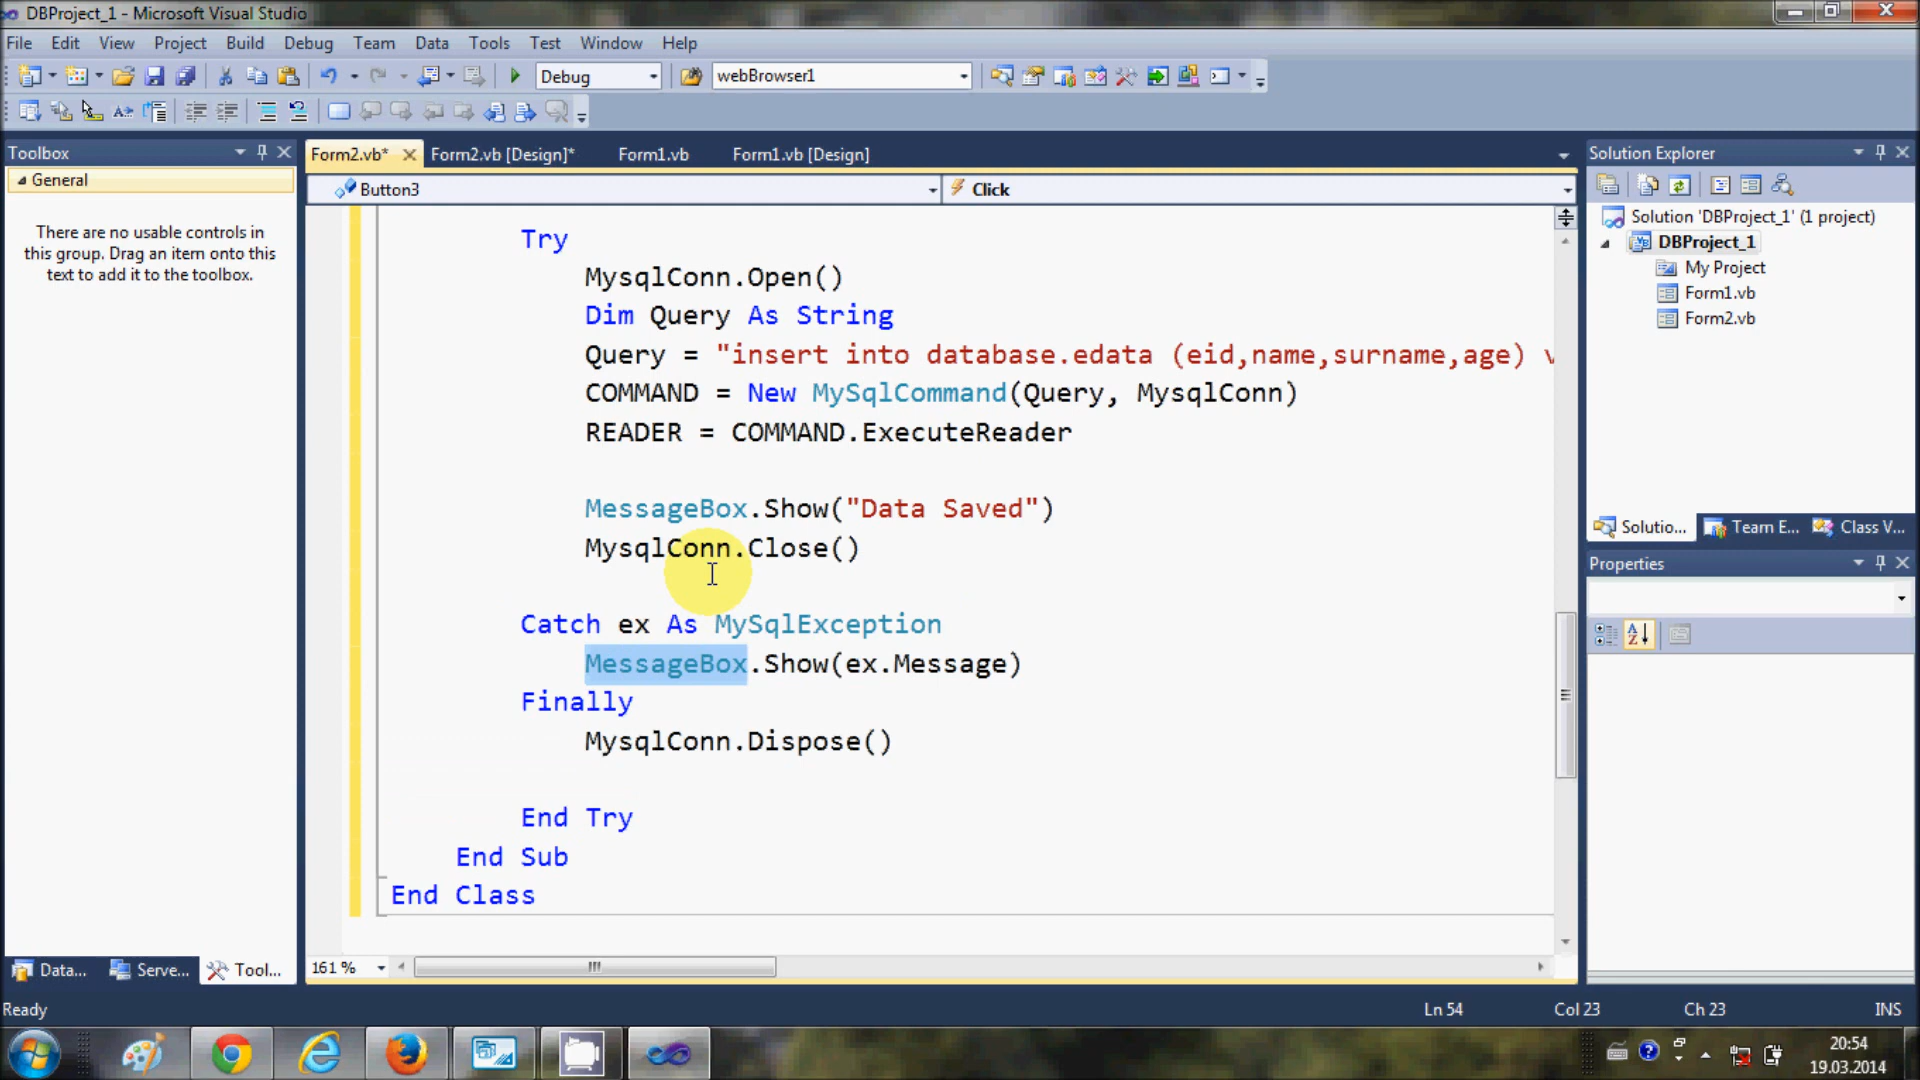 DBProject_1 - Microsoft Visual Studio
File Edit View Project Build Debug Team Data Tools Test Window Help
Debug webBrowser1
Toolbox
General
There are no usable controls in
this group. Drag an item onto this
text to add it to the toolbox.
Data... Serve... Tool...
Form2.vb* Form2.vb [Design]* Form1.vb Form1.vb [Design]
Button3 Click
Try
MysqlConn.Open()
Dim Query As String
Query = "insert into database.edata (eid,name,surname,age) v
COMMAND = New MySqlCommand(Query, MysqlConn)
READER = COMMAND.ExecuteReader
MessageBox.Show("Data Saved")
MysqlConn.Close()
Catch ex As MySqlException
MessageBox.Show(ex.Message)
Finally
MysqlConn.Dispose()
End Try
End Sub
End Class
161 %
Solution Explorer
Solution 'DBProject_1' (1 project)
DBProject_1
My Project
Form1.vb
Form2.vb
Solutio... Team E... Class V...
Properties
Ready Ln 54 Col 23 Ch 23 INS
20:54
19.03.2014